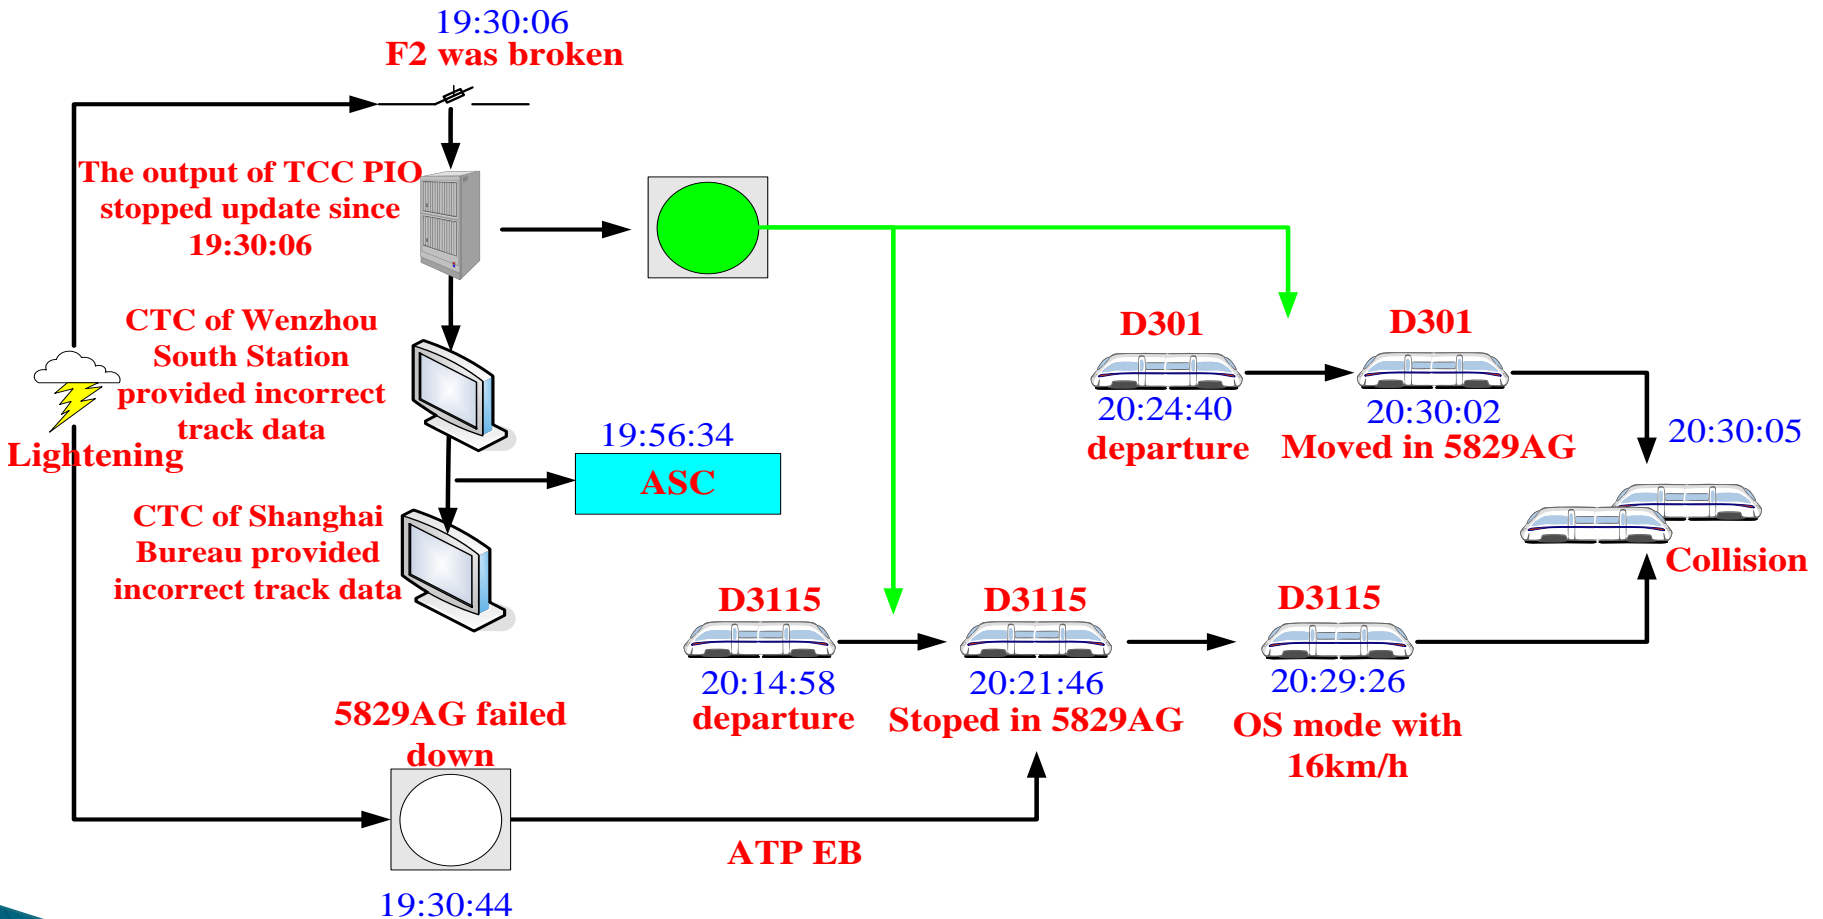 19:30:06
F2 was broken
The output of TCC PIO
stopped update since
19:30:06
CTC of Wenzhou
South Station
provided incorrect
track data
Lightening
19:56:34
ASC
CTC of Shanghai
Bureau provided
incorrect track data
D301
20:24:40
departure
D301
20:30:02
Moved in 5829AG
20:30:05
Collision
D3115
20:14:58
departure
D3115
20:21:46
Stoped in 5829AG
D3115
20:29:26
OS mode with
16km/h
5829AG failed
down
19:30:44
ATP EB